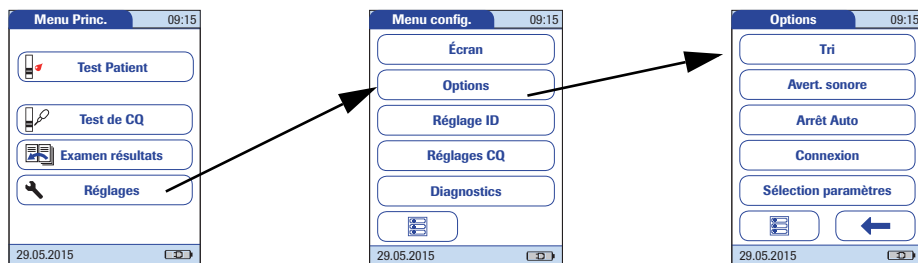 Menu Princ. 09:15
Test Patient
Test de CQ
Examen résultats
Réglages
29.05.2015
Menu config. 09:15
Écran
Options
Réglage ID
Réglages CQ
Diagnostics
29.05.2015
Options 09:15
Tri
Avert. sonore
Arrêt Auto
Connexion
Sélection paramètres
29.05.2015